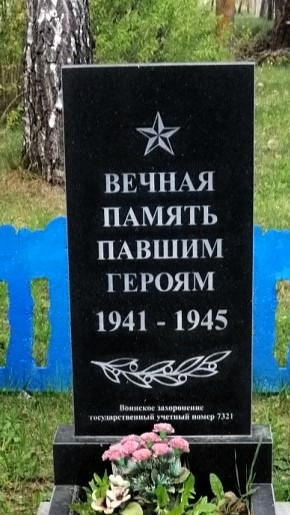 ВЕЧНАЯ
ПАМЯТЬ
ПАВШИМ
ГЕРОЯМ
1941 - 1945
Воинское захоронение
государственный учетный номер 7321